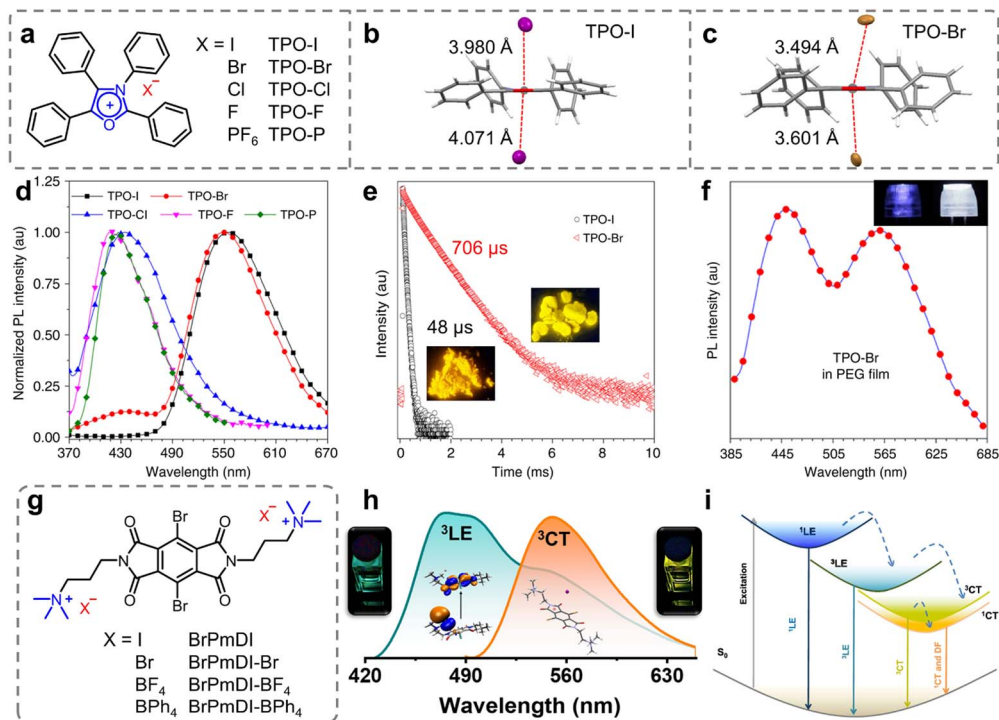 a
X = I TPO-I
Br TPO-Br
Cl TPO-Cl
F TPO-F
PF6 TPO-P
N
X−
+
O
b
TPO-I
3.980 Å
4.071 Å
c
TPO-Br
3.494 Å
3.601 Å
d
Normalized PL intensity (au)
1.25
1.00
0.75
0.50
0.25
0.00
TPO-I TPO-Br
TPO-Cl TPO-F TPO-P
370 430 490 550 610 670
Wavelength (nm)
e
Intensity (au)
TPO-I
TPO-Br
706 μs
48 μs
0 2 4 6 8 10
Time (ms)
f
PL intensity (au)
TPO-Br
in PEG film
385 445 505 565 625 685
Wavelength (nm)
g
X−
N
+
O Br O
N N
O Br O
N
+
X−
X = I BrPmDI
Br BrPmDI-Br
BF4 BrPmDI-BF4
BPh4 BrPmDI-BPh4
h
3LE
3CT
420 490 560 630
Wavelength (nm)
i
1LE
3LE
3CT
1CT
Excitation
1LE
3LE
3CT
1CT and DF
S0